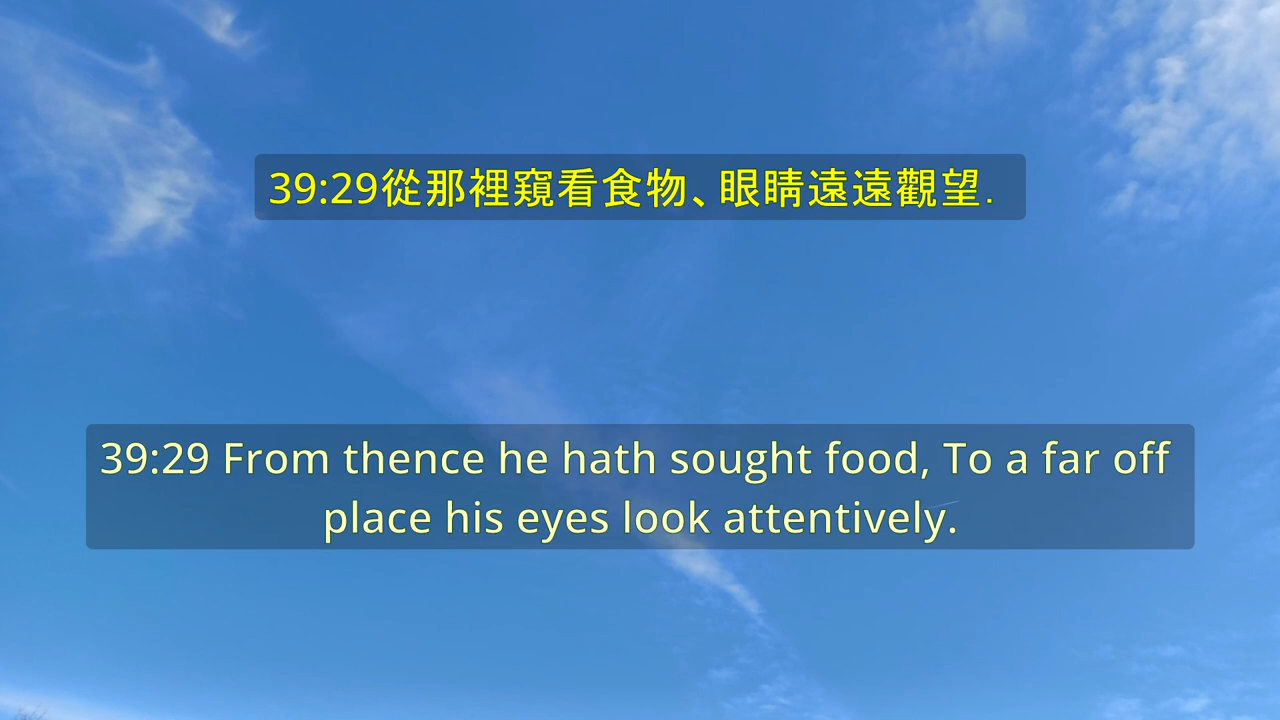 39:29從那裡窺看食物、眼睛遠遠觀望.
39:29 From thence he hath sought food, To a far off
place his eyes look attentively.